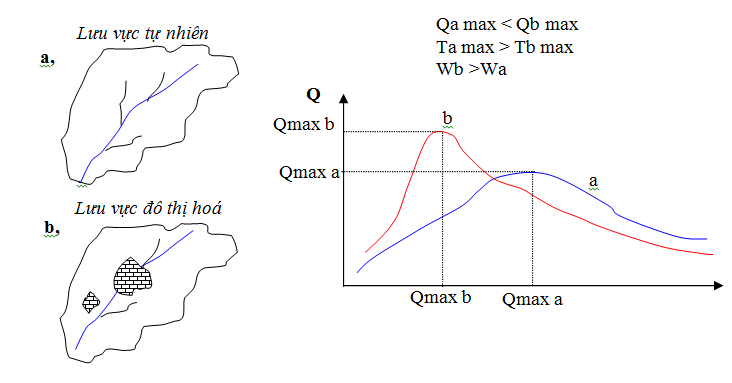 Lưu vực tự nhiên
a,
Lưu vực đô thị hoá
b,
Qa max < Qb max
Ta max > Tb max
Wb >Wa
Q
Qmax b
b
Qmax a
a
Qmax b
Qmax a